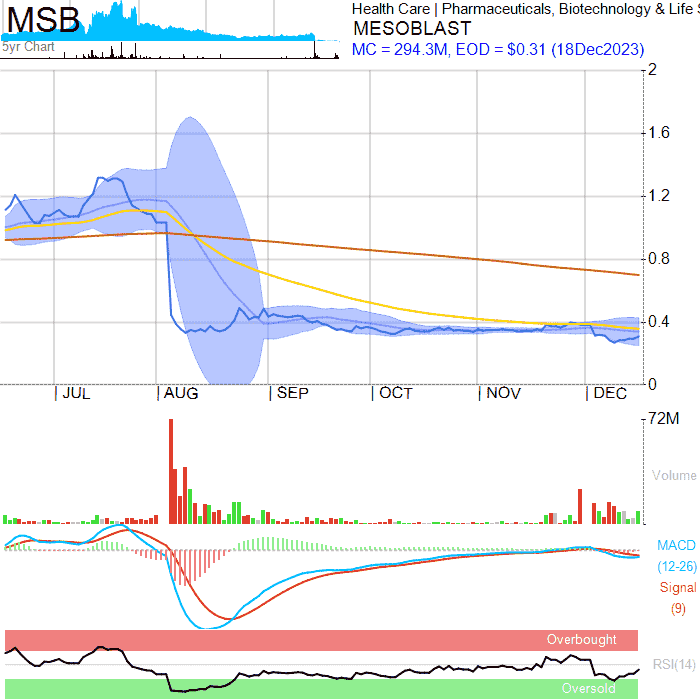 MSB
5yr Chart
Health Care | Pharmaceuticals, Biotechnology & Life S
MESOBLAST
MC = 294.3M, EOD = $0.31 (18Dec2023)
2
1.6
1.2
0.8
0.4
0
JUL AUG SEP OCT NOV DEC
72M
Volume
MACD
(12-26)
Signal
(9)
Overbought
RSI(14)
Oversold